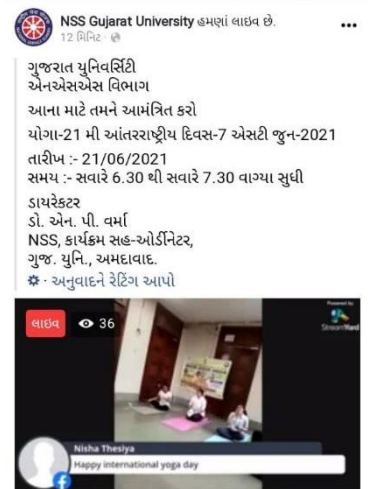 NSS Gujarat University હમણાં લાઇવ છે.
12 મિનિટ ·
ગુજરાત યુનિવર્સિટી
એનએસએસ વિભાગ
આના માટે તમને આમંત્રિત કરો
યોગા-21 મી આંતરરાષ્ટ્રીય દિવસ-7 એસટી જુન-2021
તારીખ :- 21/06/2021
સમય :- સવારે 6.30 થી સવારે 7.30 વાગ્યા સુધી
ડાયરેકટર
ડો. એન. પી. વર્મા
NSS, કાર્યક્રમ સહ-ઓર્ડીનેટર,
ગુજ. યુનિ., અમદાવાદ.
· અનુવાદને રેટિંગ આપો
લાઇવ 36
Powered by
StreamYard
Nisha Thesiya
Happy international yoga day